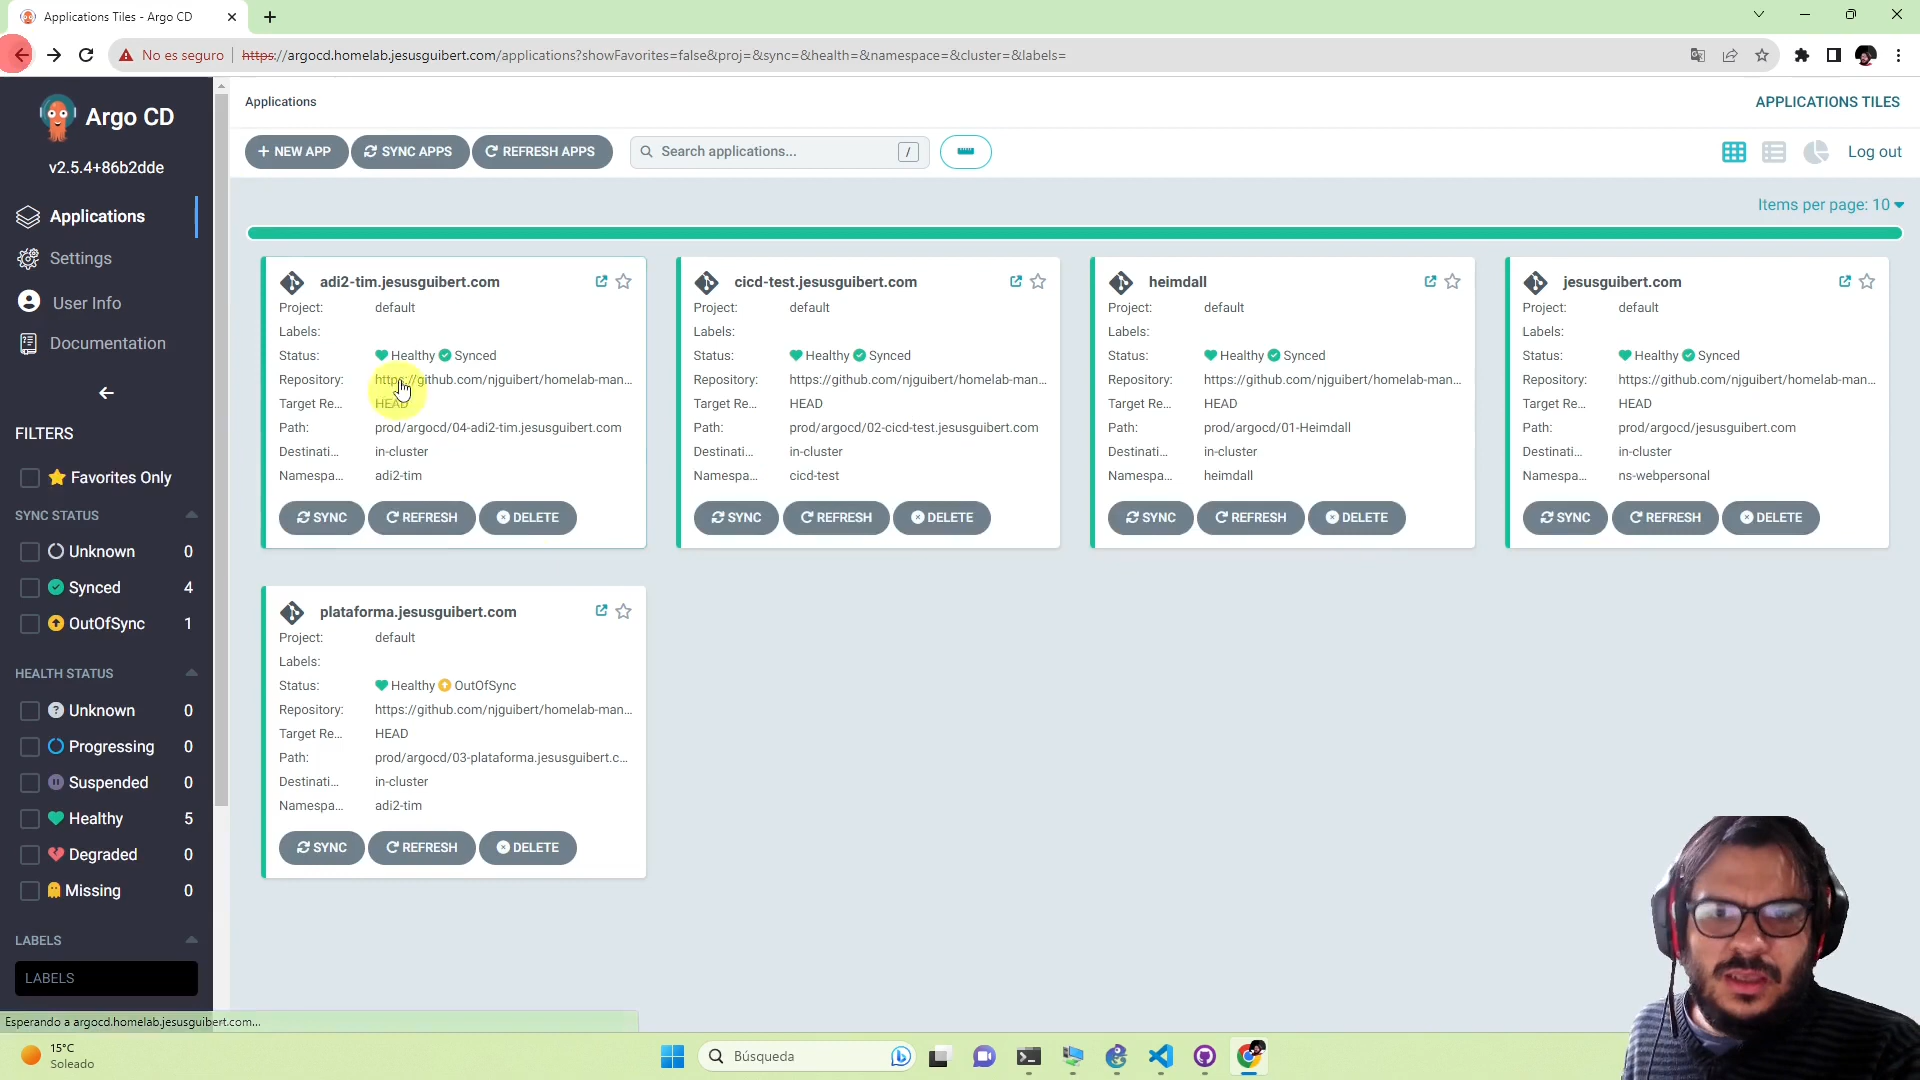 Applications Tiles - Argo CD
No es seguro https://argocd.homelab.jesusguibert.com/applications?showFavorites=false&proj=&sync=&health=&namespace=&cluster=&labels=
Argo CD
v2.5.4+86b2dde
Applications
Settings
User Info
Documentation
FILTERS
Favorites Only
SYNC STATUS
Unknown 0
Synced 4
OutOfSync 1
HEALTH STATUS
Unknown 0
Progressing 0
Suspended 0
Healthy 5
Degraded 0
Missing 0
LABELS
LABELS
Applications
APPLICATIONS TILES
+ NEW APP SYNC APPS REFRESH APPS Search applications... / Log out
Items per page: 10
adi2-tim.jesusguibert.com
Project: default
Labels:
Status: Healthy Synced
Repository: https://github.com/njguibert/homelab-man...
Target Re... HEAD
Path: prod/argocd/04-adi2-tim.jesusguibert.com
Destinati... in-cluster
Namespa... adi2-tim
SYNC REFRESH DELETE
cicd-test.jesusguibert.com
Project: default
Labels:
Status: Healthy Synced
Repository: https://github.com/njguibert/homelab-man...
Target Re... HEAD
Path: prod/argocd/02-cicd-test.jesusguibert.com
Destinati... in-cluster
Namespa... cicd-test
SYNC REFRESH DELETE
heimdall
Project: default
Labels:
Status: Healthy Synced
Repository: https://github.com/njguibert/homelab-man...
Target Re... HEAD
Path: prod/argocd/01-Heimdall
Destinati... in-cluster
Namespa... heimdall
SYNC REFRESH DELETE
jesusguibert.com
Project: default
Labels:
Status: Healthy Synced
Repository: https://github.com/njguibert/homelab-man...
Target Re... HEAD
Path: prod/argocd/jesusguibert.com
Destinati... in-cluster
Namespa... ns-webpersonal
SYNC REFRESH DELETE
plataforma.jesusguibert.com
Project: default
Labels:
Status: Healthy OutOfSync
Repository: https://github.com/njguibert/homelab-man...
Target Re... HEAD
Path: prod/argocd/03-plataforma.jesusguibert.c...
Destinati... in-cluster
Namespa... adi2-tim
SYNC REFRESH DELETE
Esperando a argocd.homelab.jesusguibert.com...
15°C
Soleado
Búsqueda